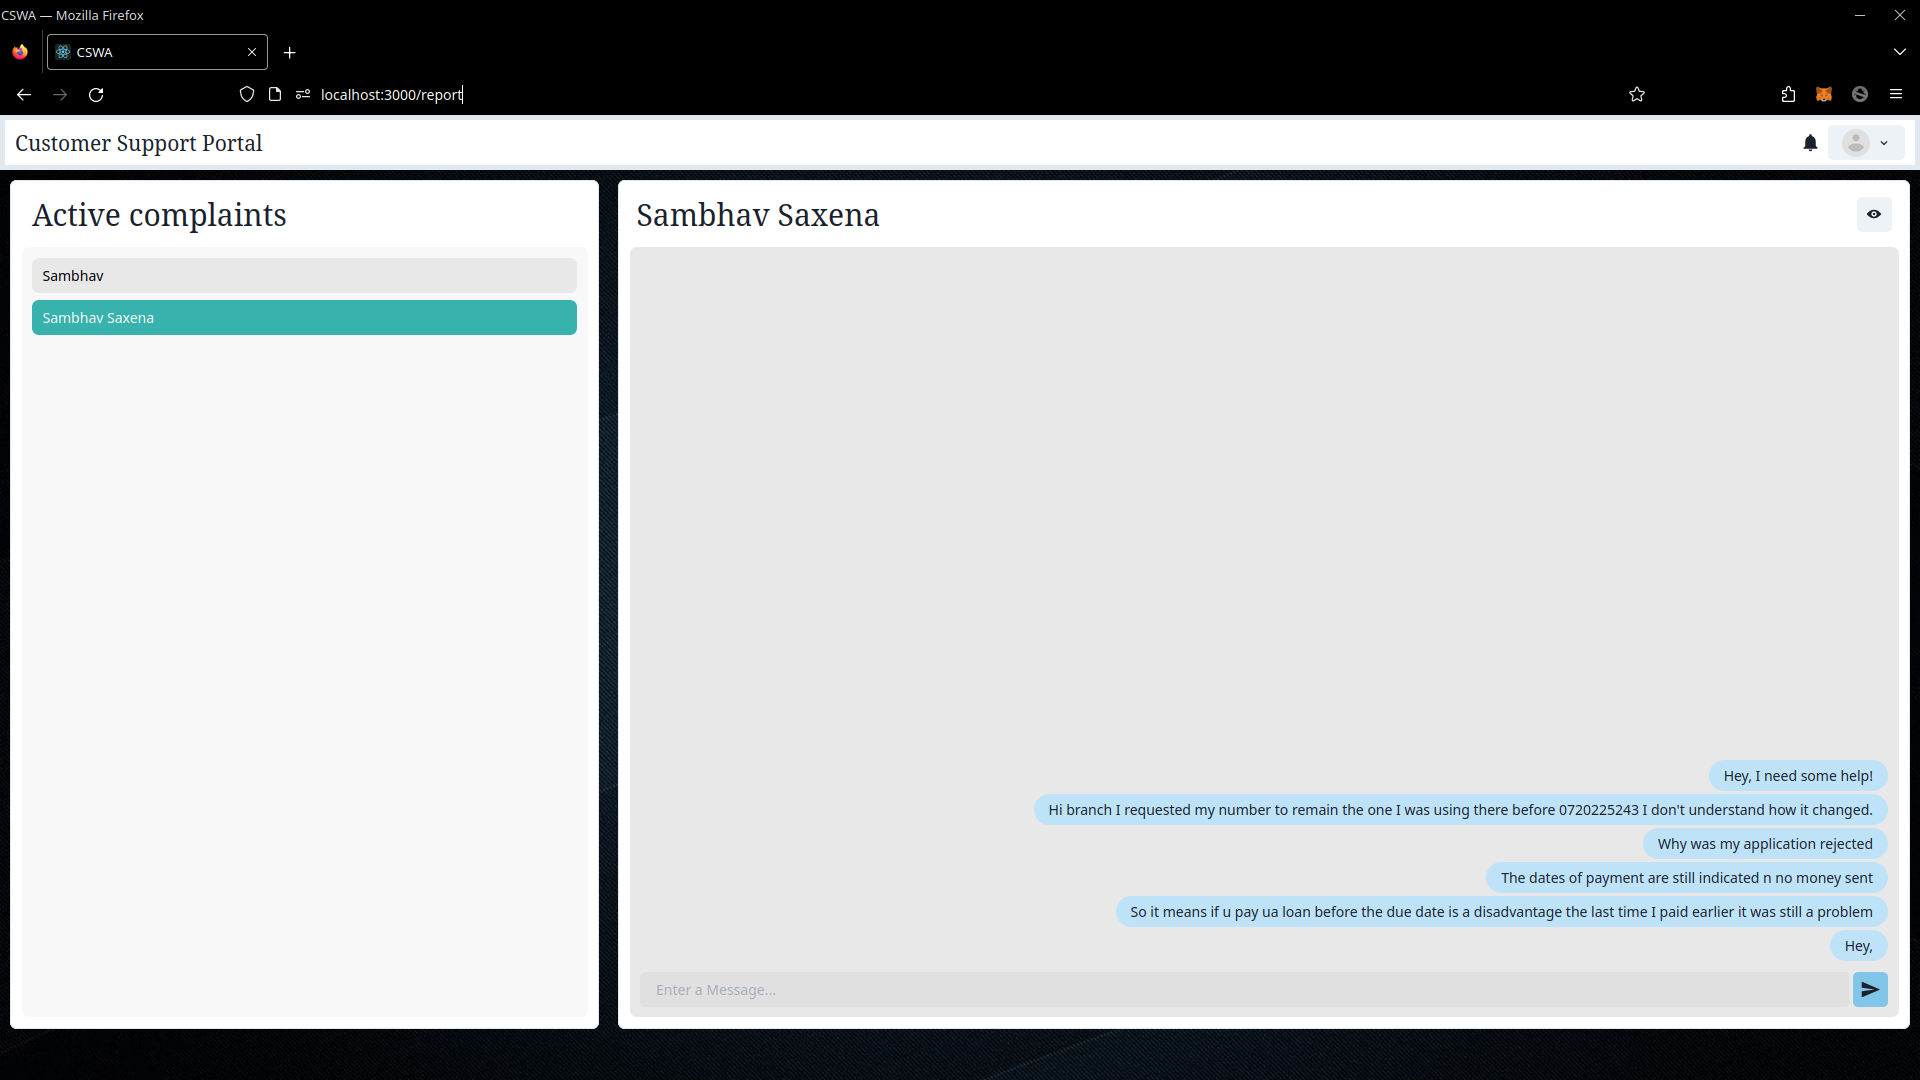 CSWA — Mozilla Firefox
CSWA
localhost:3000/report
Customer Support Portal
Active complaints
Sambhav
Sambhav Saxena
Sambhav Saxena
Hey, I need some help!
Hi branch I requested my number to remain the one I was using there before 0720225243 I don't understand how it changed.
Why was my application rejected
The dates of payment are still indicated n no money sent
So it means if u pay ua loan before the due date is a disadvantage the last time I paid earlier it was still a problem
Hey,
Enter a Message...